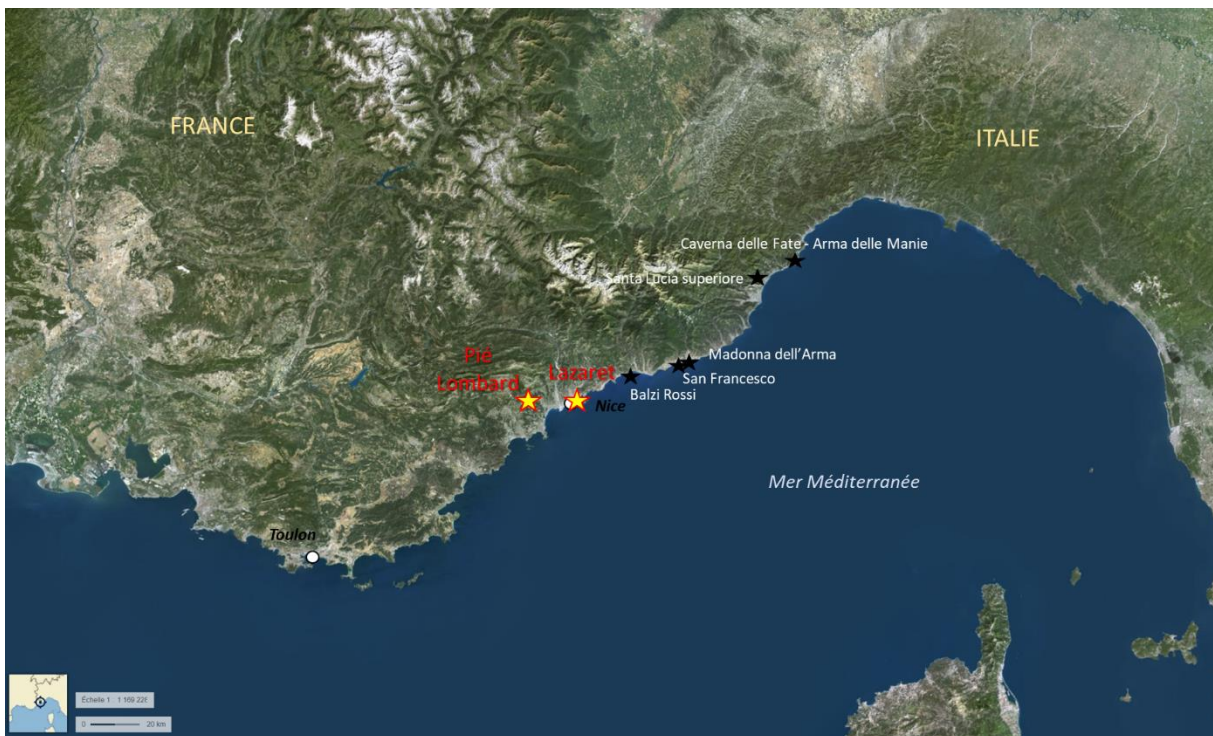 FRANCE
ITALIE
Caverna delle Fate - Arma delle Manie
Santa Lucia superiore
Pié
Lombard
Lazaret
Madonna dell'Arma
San Francesco
Balzi Rossi
Nice
Mer Méditerranée
Toulon
Échelle 1 : 1 169 226
0 20 km